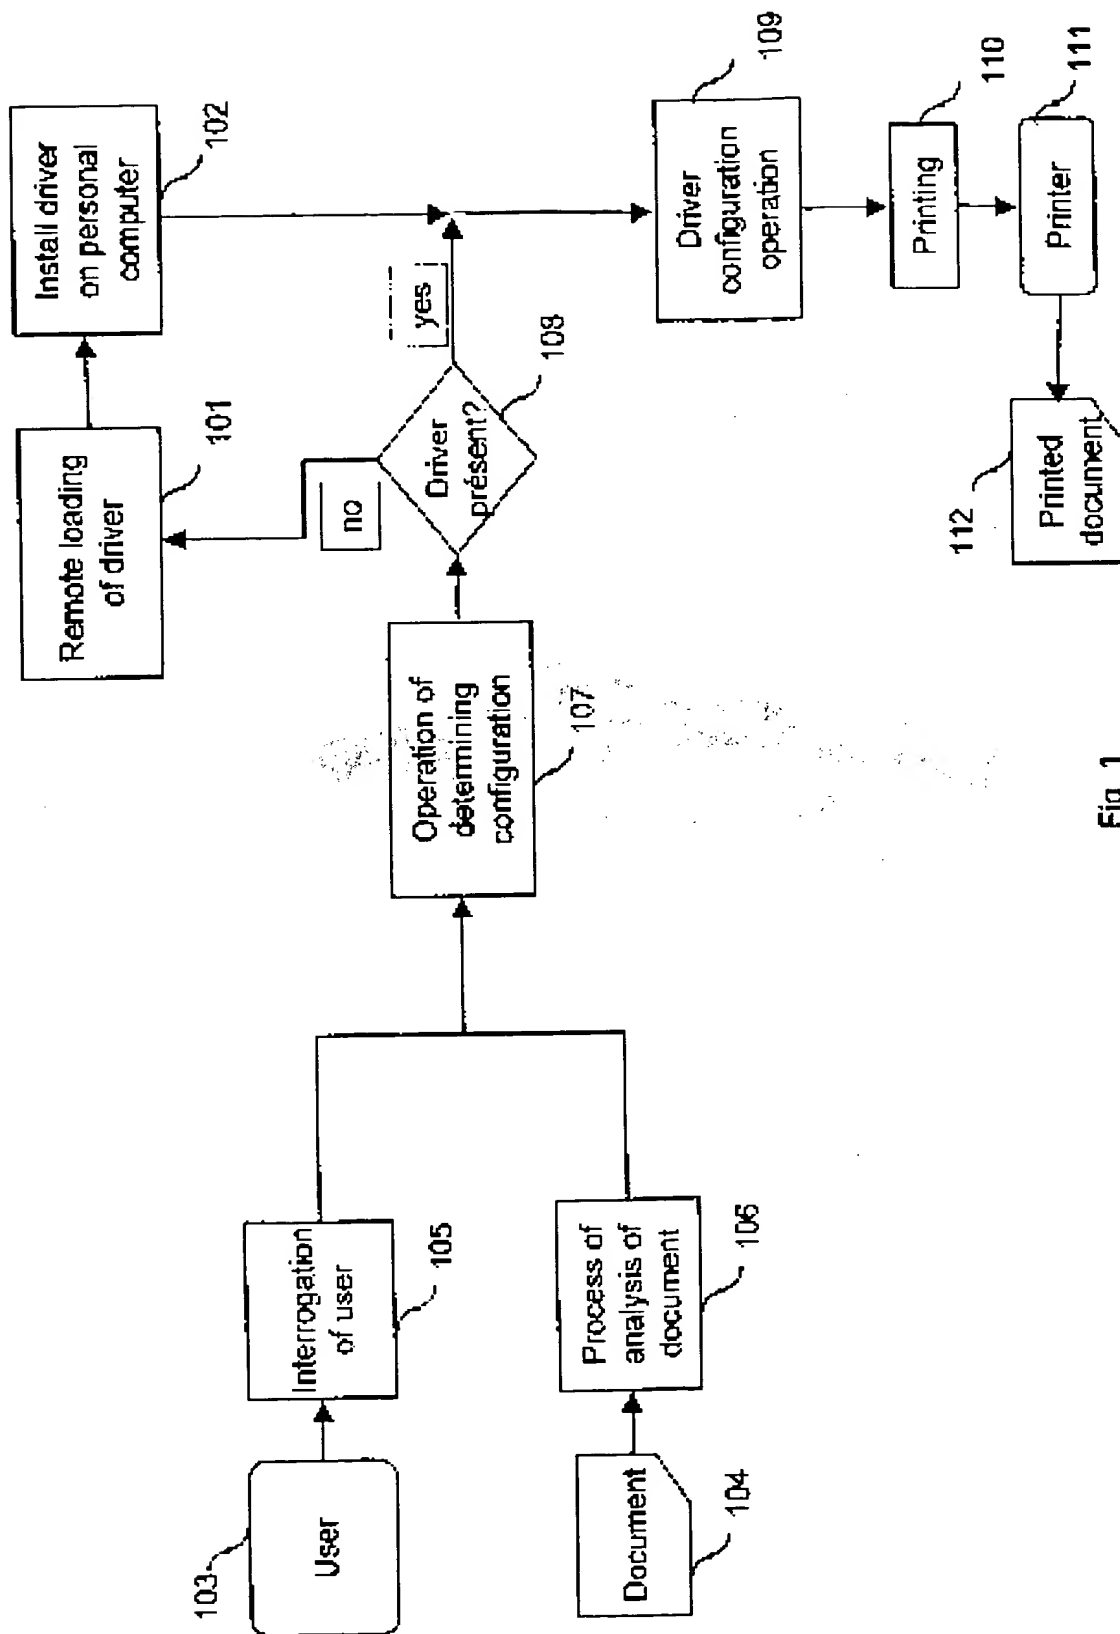 103
User
Interrogation
of user
105
Document
104
Process of
analysis of
document
106
Operation of
determining
configuration
107
Driver
présent?
108
no
yes
Remote loading
of driver
101
Install driver
on personal
computer
102
Driver
configuration
operation
109
Printing
110
Printer
111
Printed
document
112
Fig. 1